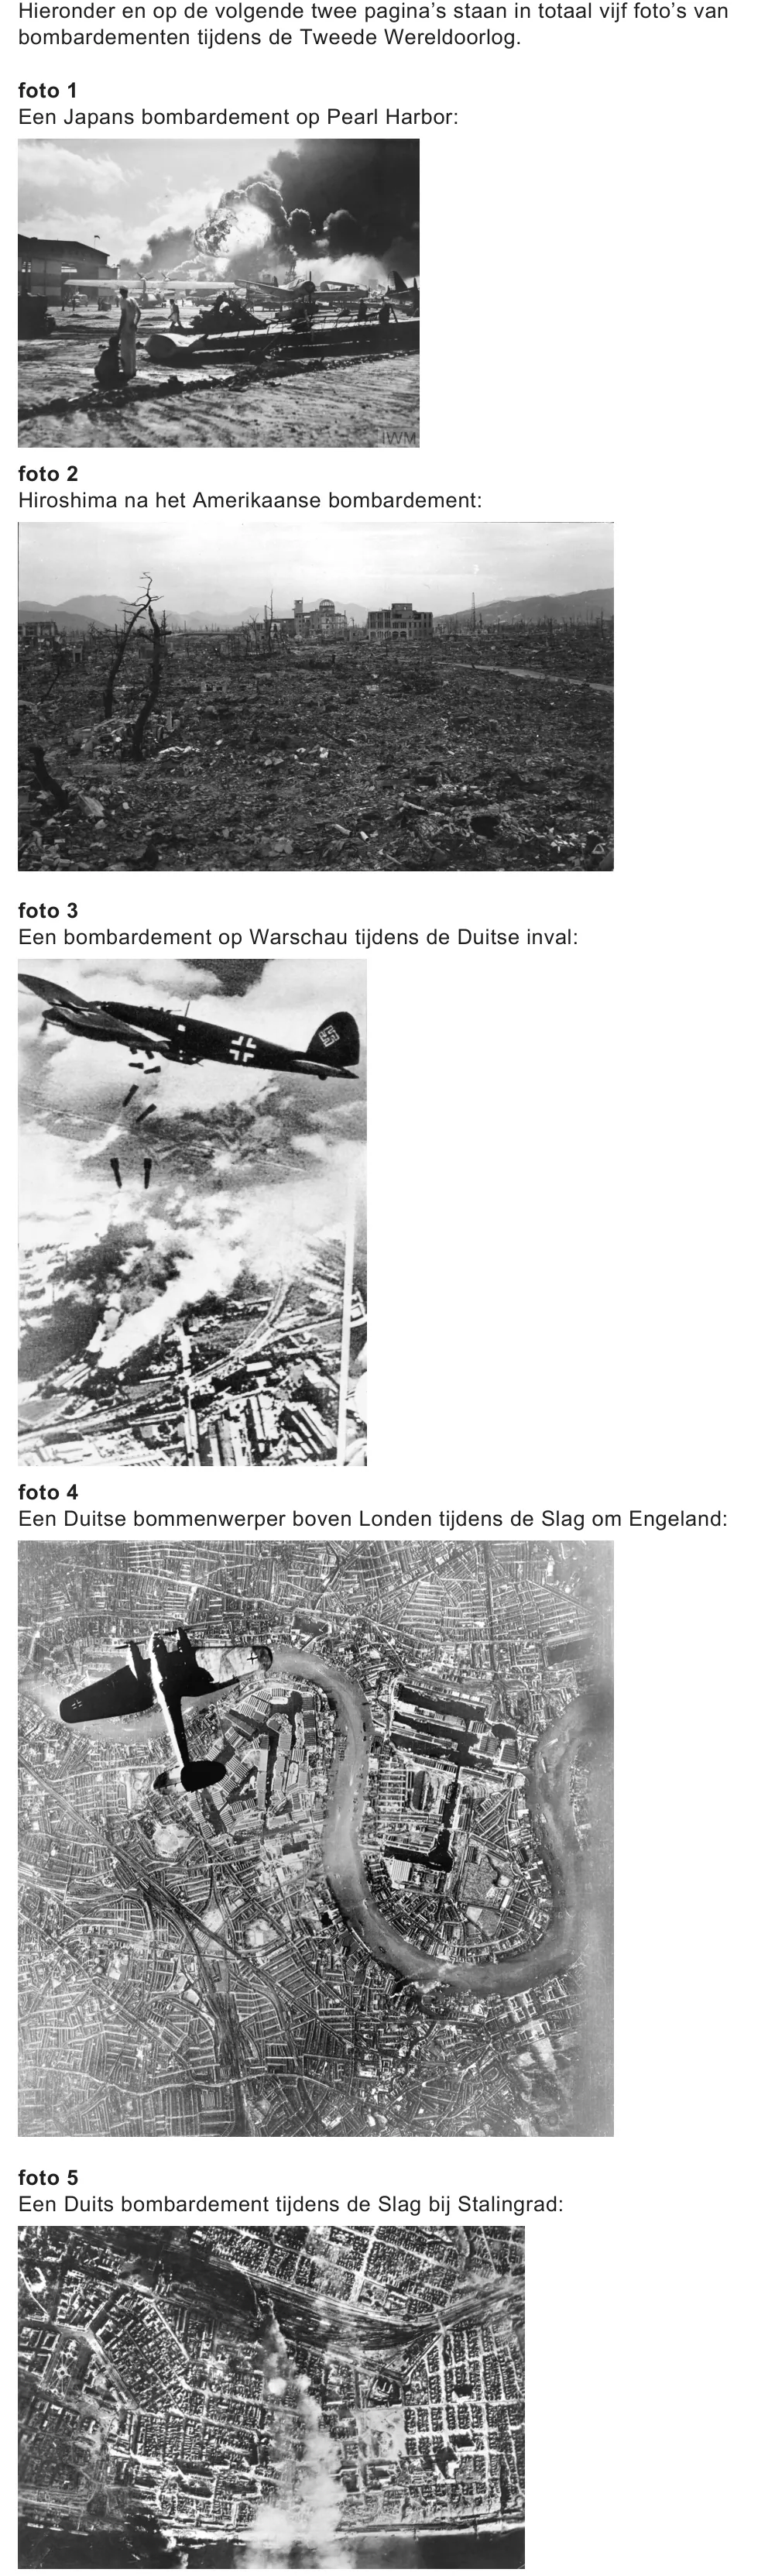 Hieronder en op de volgende twee pagina’s staan in totaal vijf foto’s van
bombardementen tijdens de Tweede Wereldoorlog.
foto 1
Een Japans bombardement op Pearl Harbor:
IWM
foto 2
Hiroshima na het Amerikaanse bombardement:
foto 3
Een bombardement op Warschau tijdens de Duitse inval:
foto 4
Een Duitse bommenwerper boven Londen tijdens de Slag om Engeland:
foto 5
Een Duits bombardement tijdens de Slag bij Stalingrad: